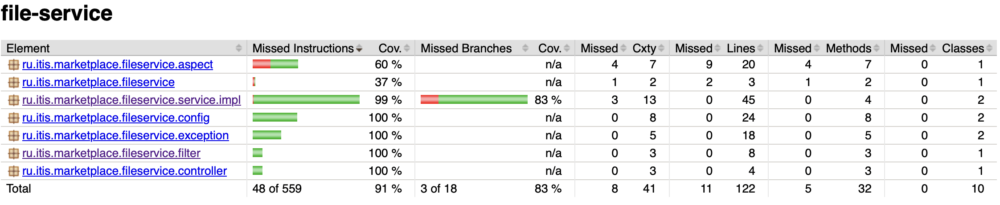 file-service
Element Missed Instructions Cov. Missed Branches Cov. Missed Cxty Missed Lines Missed Methods Missed Classes
ru.itis.marketplace.fileservice.aspect 60 % n/a 4 7 9 20 4 7 0 1
ru.itis.marketplace.fileservice 37 % n/a 1 2 2 3 1 2 0 1
ru.itis.marketplace.fileservice.service.impl 99 % 83 % 3 13 0 45 0 4 0 2
ru.itis.marketplace.fileservice.config 100 % n/a 0 8 0 24 0 8 0 2
ru.itis.marketplace.fileservice.exception 100 % n/a 0 5 0 18 0 5 0 2
ru.itis.marketplace.fileservice.filter 100 % n/a 0 3 0 8 0 3 0 1
ru.itis.marketplace.fileservice.controller 100 % n/a 0 3 0 4 0 3 0 1
Total 48 of 559 91 % 3 of 18 83 % 8 41 11 122 5 32 0 10